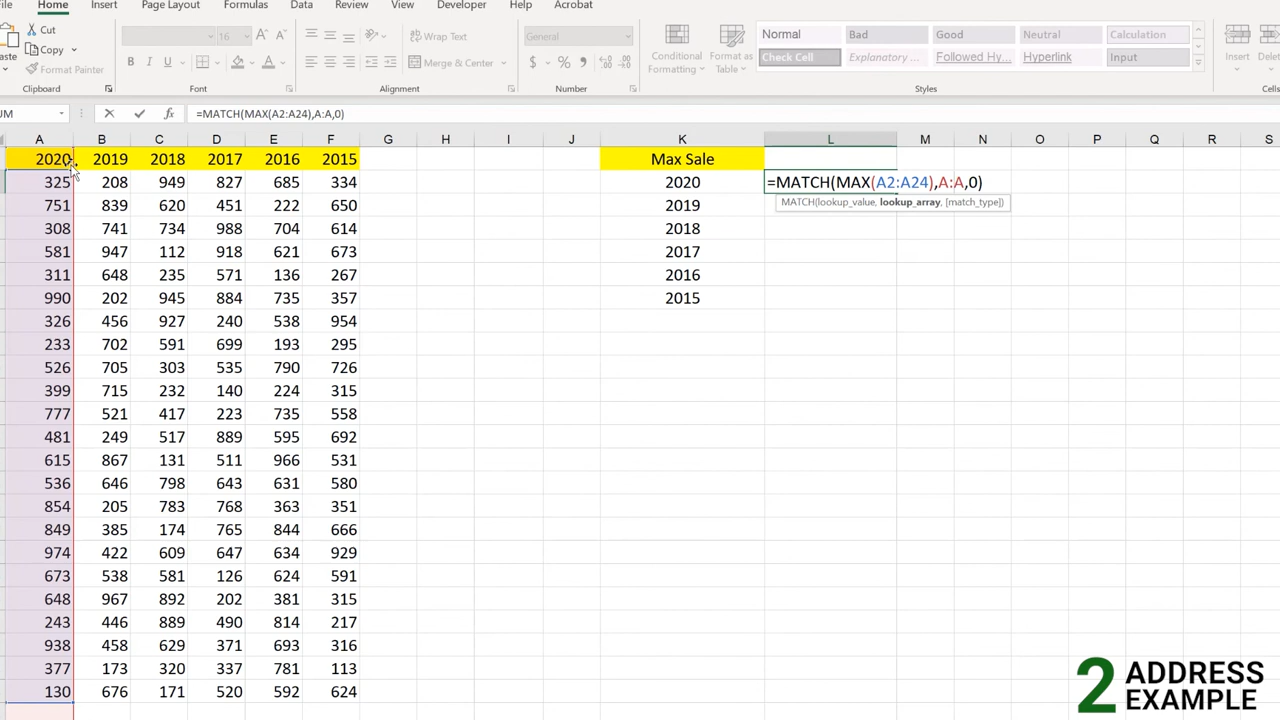 File Home Insert Page Layout Formulas Data Review View Developer Help Acrobat
Cut
Copy
Paste
Format Painter
16
Wrap Text
Merge & Center
General
Conditional Formatting
Format as Table
Normal Bad Good Neutral Calculation
Check Cell Explanatory ... Followed Hy... Hyperlink Input
Insert
Clipboard Font Alignment Number Styles Cells
UM =MATCH(MAX(A2:A24),A:A,0)
A B C D E F G H I J K L M N O P Q R S
2020 2019 2018 2017 2016 2015 Max Sale
325 208 949 827 685 334 2020 =MATCH(MAX(A2:A24),A:A,0)
MATCH(lookup_value, lookup_array, [match_type])
751 839 620 451 222 650 2019
308 741 734 988 704 614 2018
581 947 112 918 621 673 2017
311 648 235 571 136 267 2016
990 202 945 884 735 357 2015
326 456 927 240 538 954
233 702 591 699 193 295
526 705 303 535 790 726
399 715 232 140 224 315
777 521 417 223 735 558
481 249 517 889 595 692
615 867 131 511 966 531
536 646 798 643 631 580
854 205 783 768 363 351
849 385 174 765 844 666
974 422 609 647 634 929
673 538 581 126 624 591
648 967 892 202 381 315
243 446 889 490 814 217
938 458 629 371 693 316
377 173 320 337 781 113
130 676 171 520 592 624
2 ADDRESS
EXAMPLE